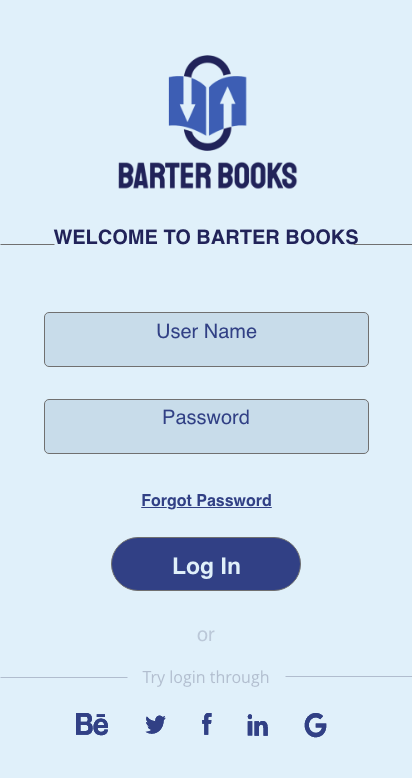 BARTER BOOKS
WELCOME TO BARTER BOOKS
User Name
Password
Forgot Password
Log In
or
Try login through
Bē f in G